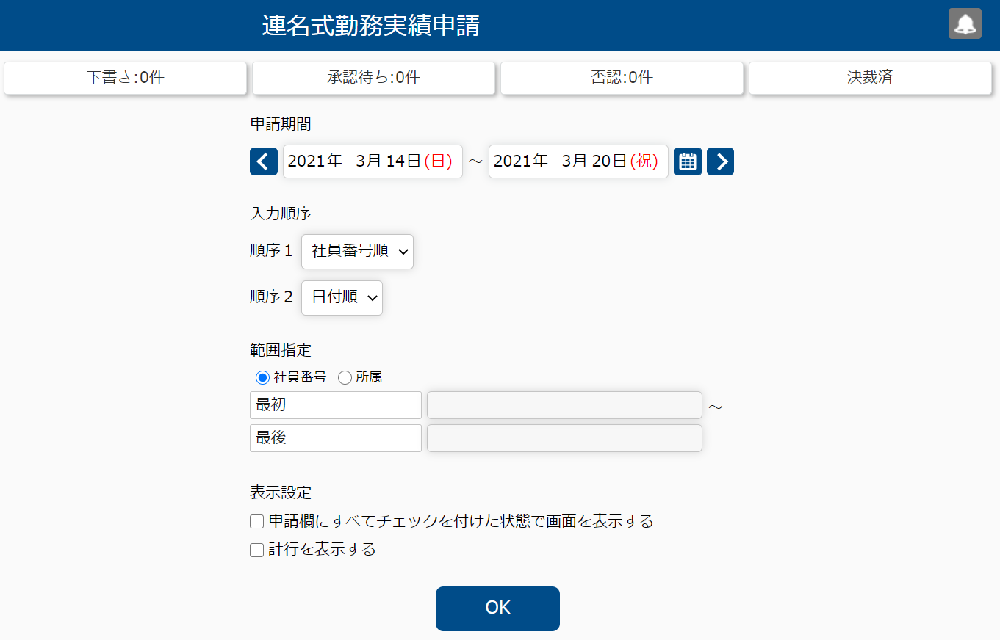 連名式勤務実績申請
下書き:0件 承認待ち:0件 否認:0件 決裁済
申請期間
2021年 3月 14日(日) ～ 2021年 3月 20日(祝)
入力順序
順序１ 社員番号順
順序２ 日付順
範囲指定
社員番号 所属
最初 ～
最後
表示設定
申請欄にすべてチェックを付けた状態で画面を表示する
計行を表示する
OK